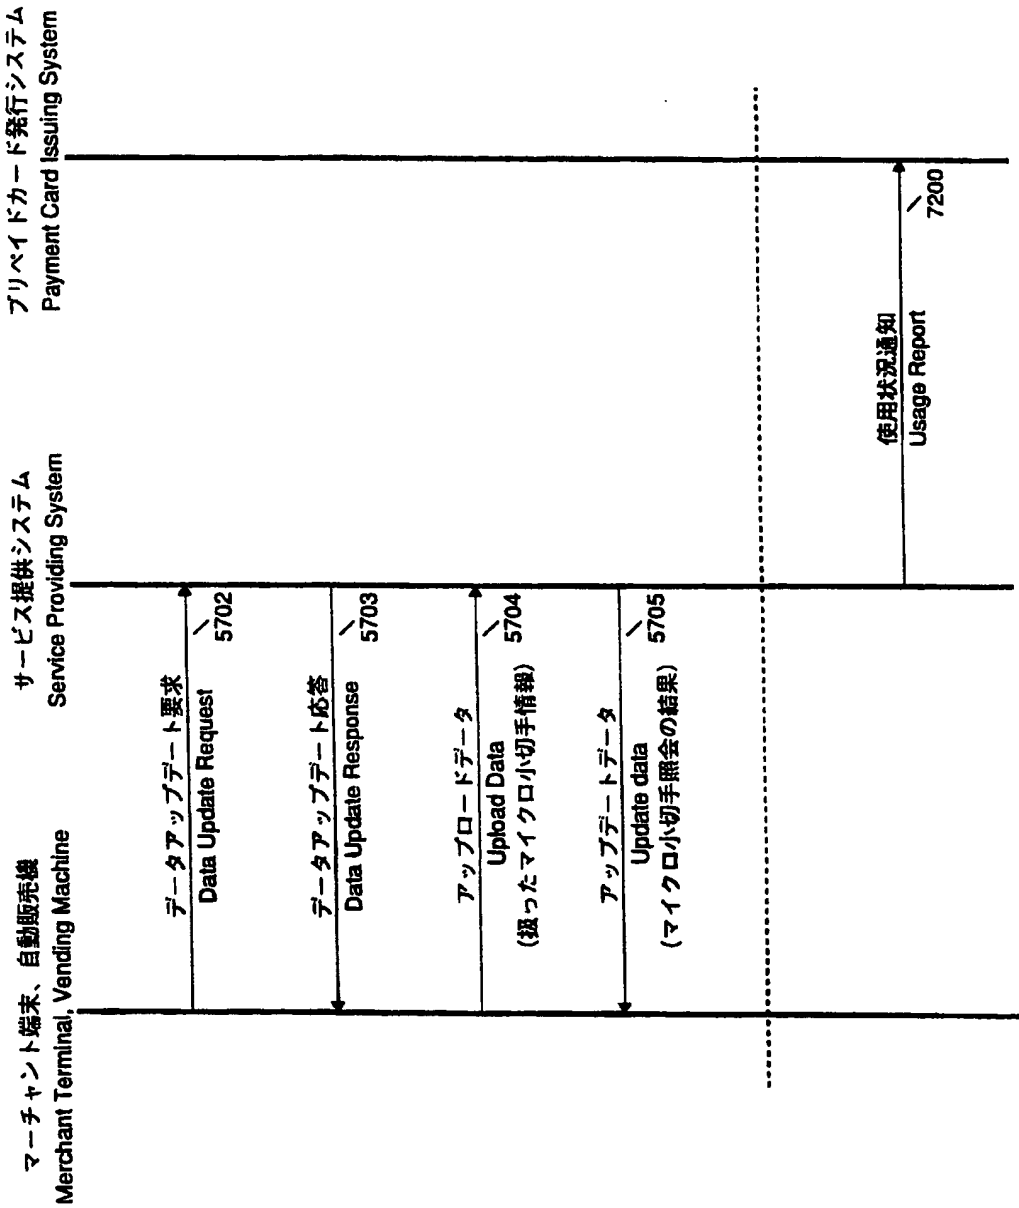 マーチャント端末、自動販売機
Merchant Terminal, Vending Machine
サービス提供システム
Service Providing System
プリペイドカード発行システム
Payment Card Issuing System
データアップデート要求
Data Update Request
5702
データアップデート応答
Data Update Response
5703
アップロードデータ
Upload Data
(扱ったマイクロ小切手情報)
5704
アップデートデータ
Update data
(マイクロ小切手照会の結果)
5705
使用状況通知
Usage Report
7200